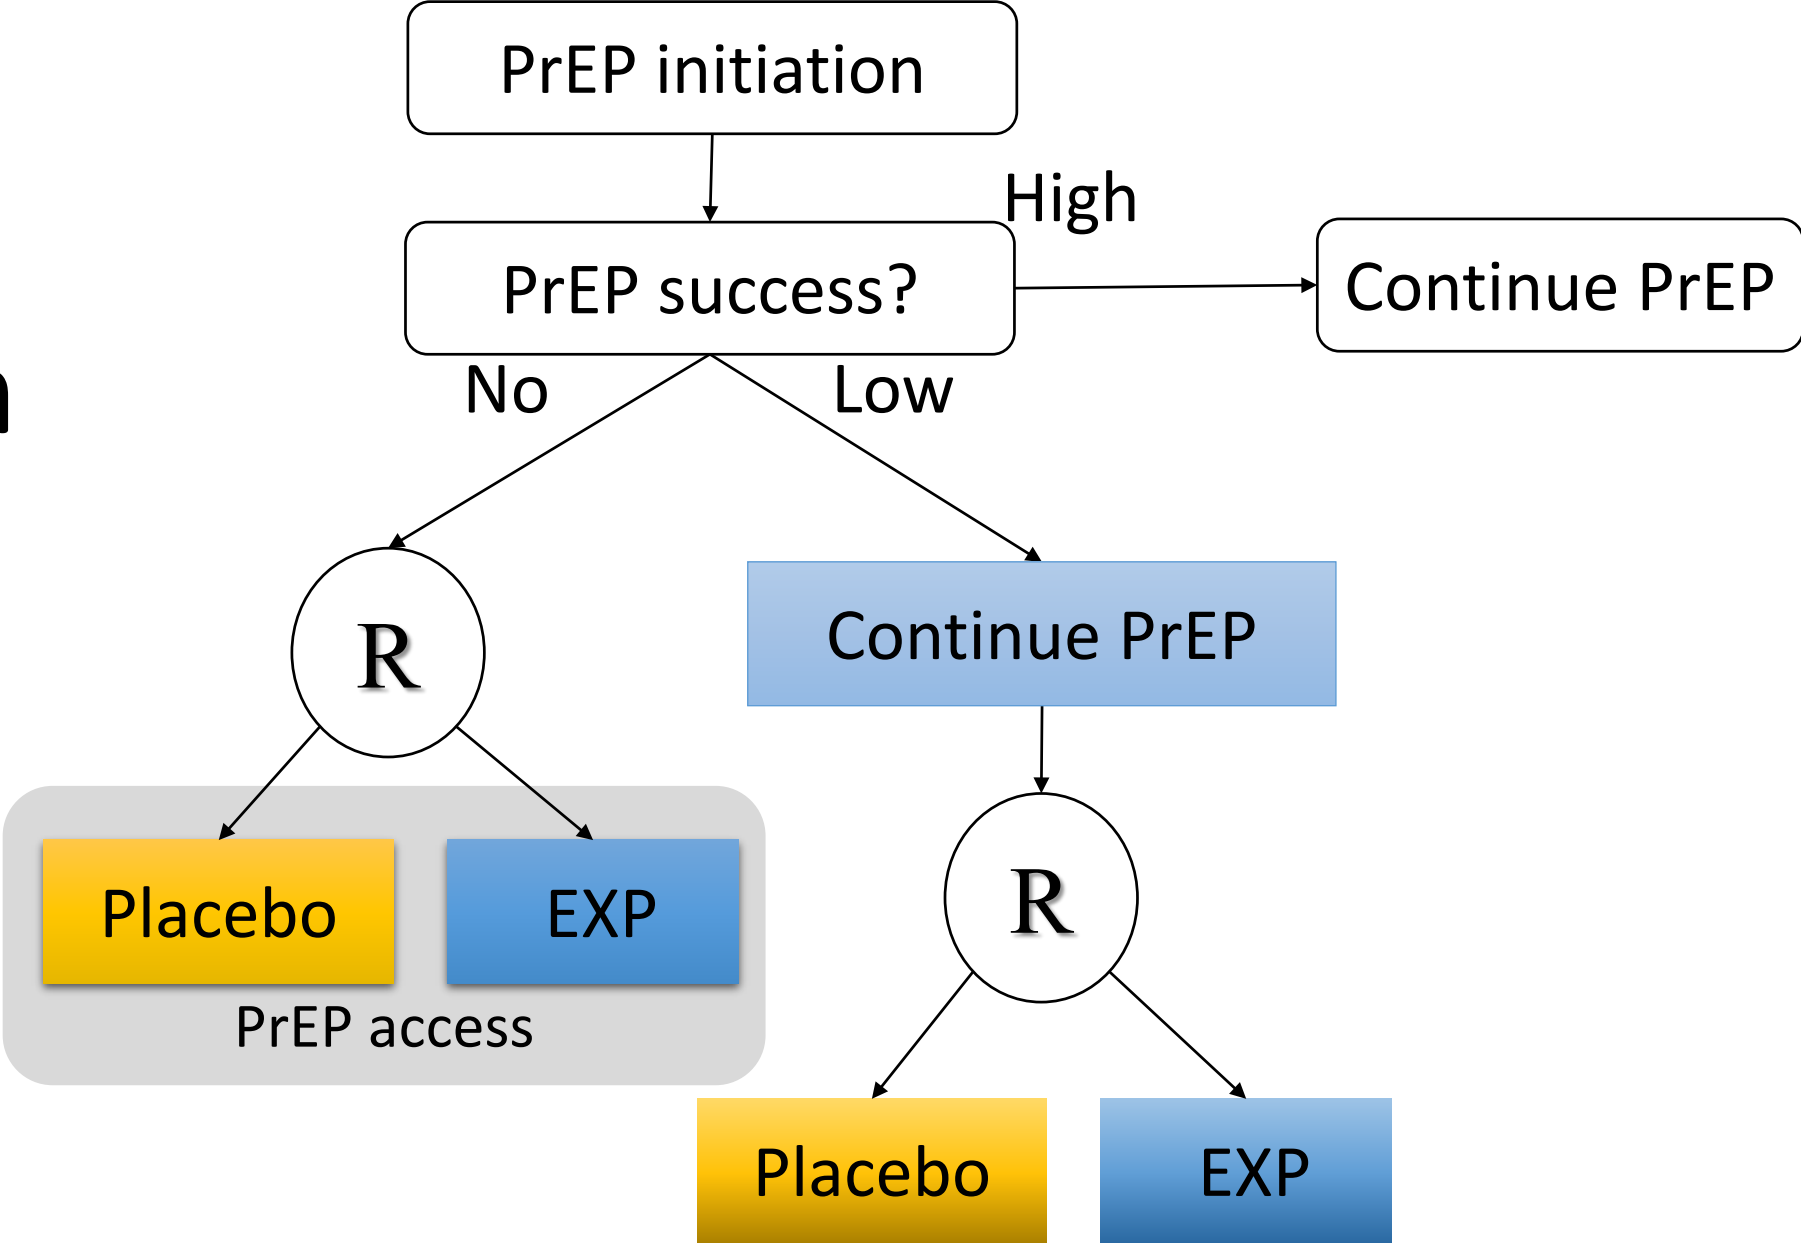 PrEP initiation
High
PrEP success?
Continue PrEP
No
Low
R
Continue PrEP
R
Placebo
EXP
PrEP access
Placebo
EXP